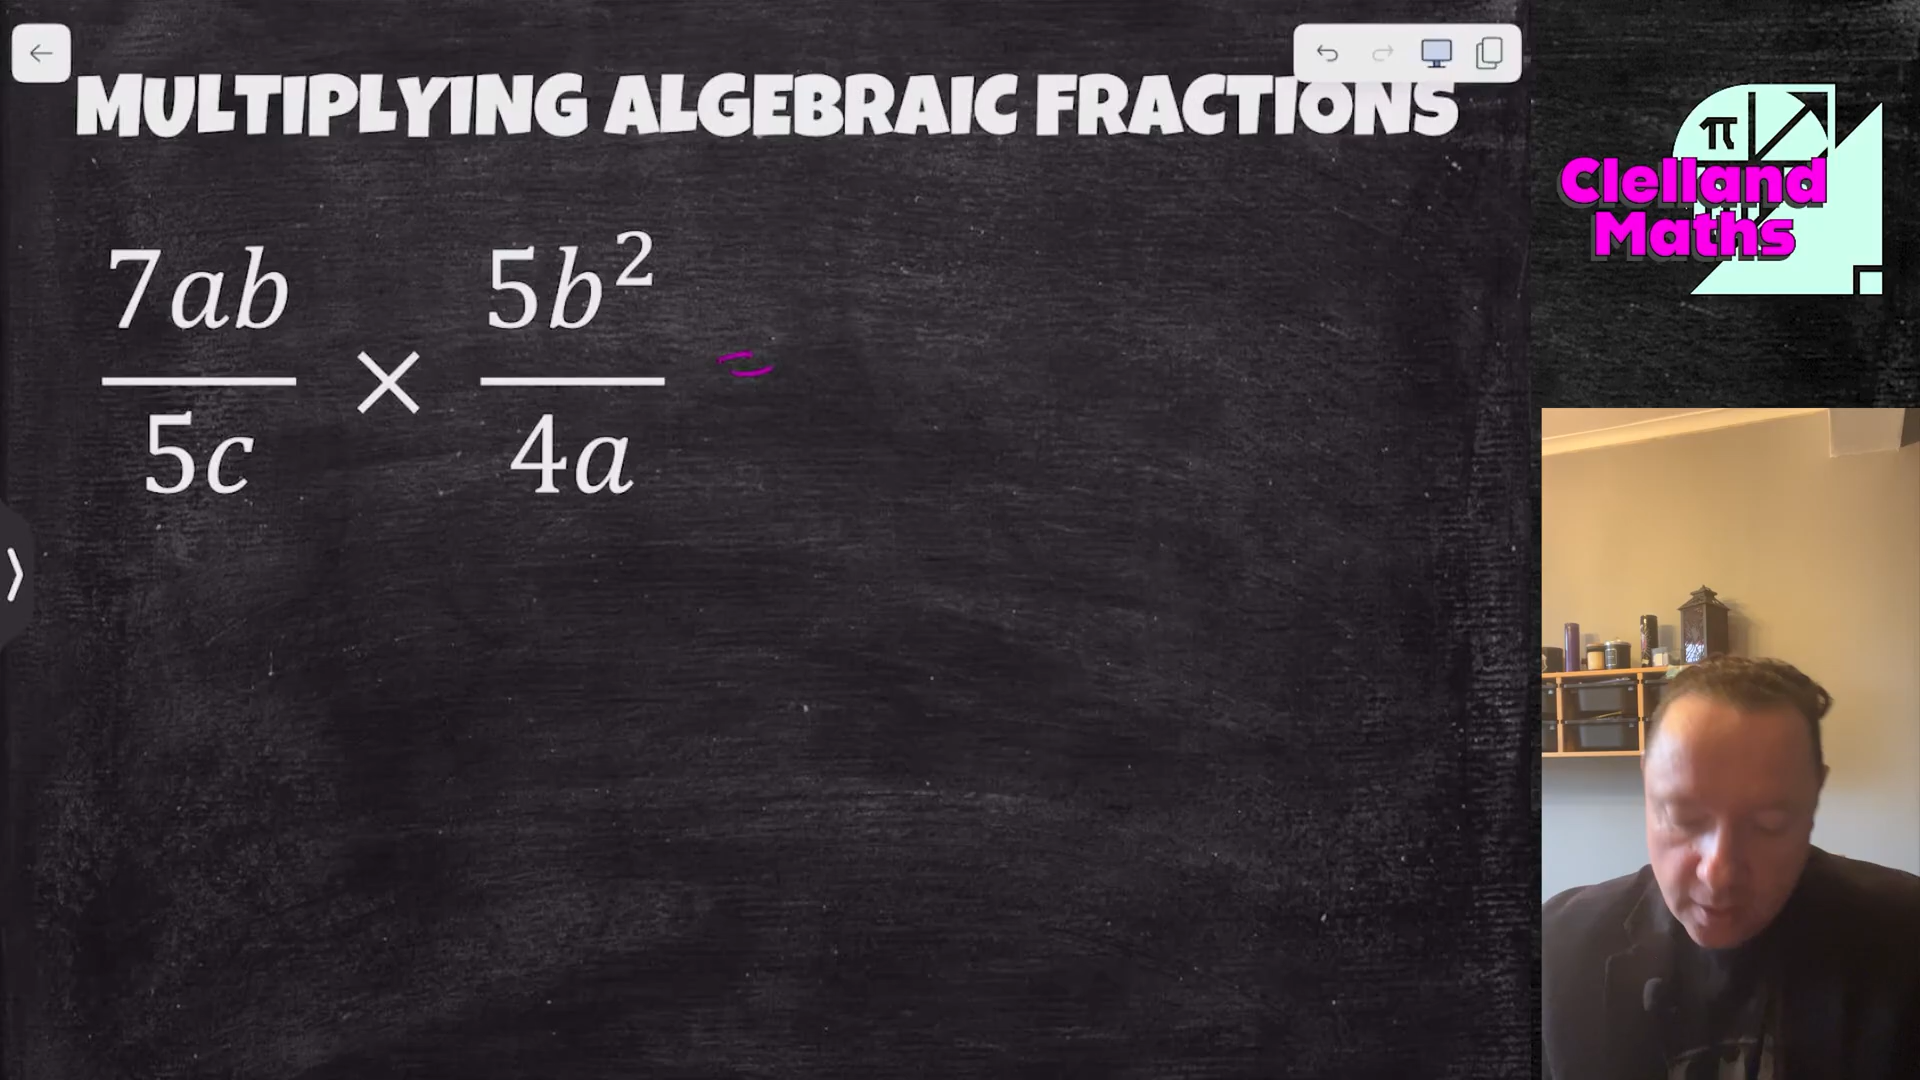 MULTIPLYING ALGEBRAIC FRACTIONS
π
Clelland
Maths
7ab/5c × 5b²/4a =